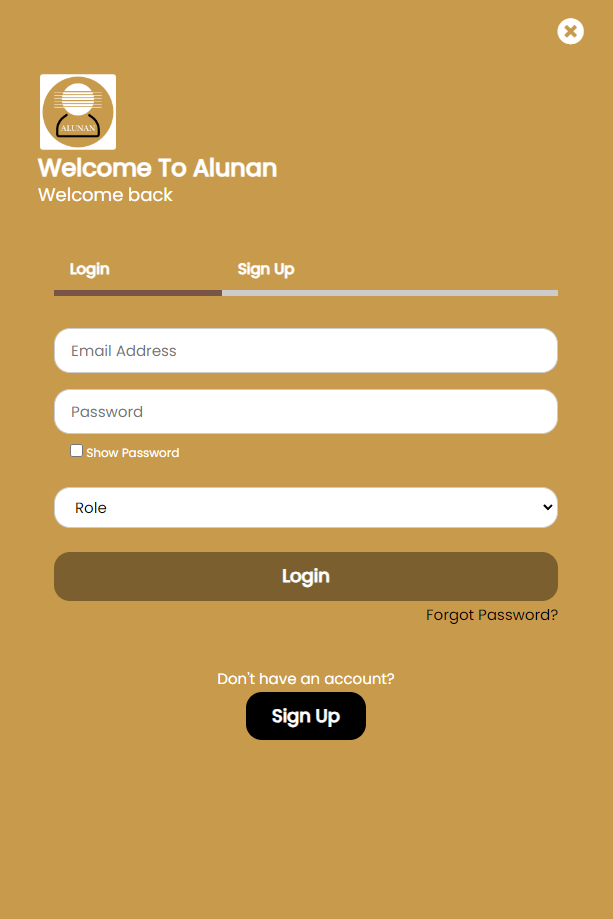 ALUNAN
Welcome To Alunan
Welcome back
Login Sign Up
Email Address
Password
Show Password
Role
Login
Forgot Password?
Don't have an account?
Sign Up